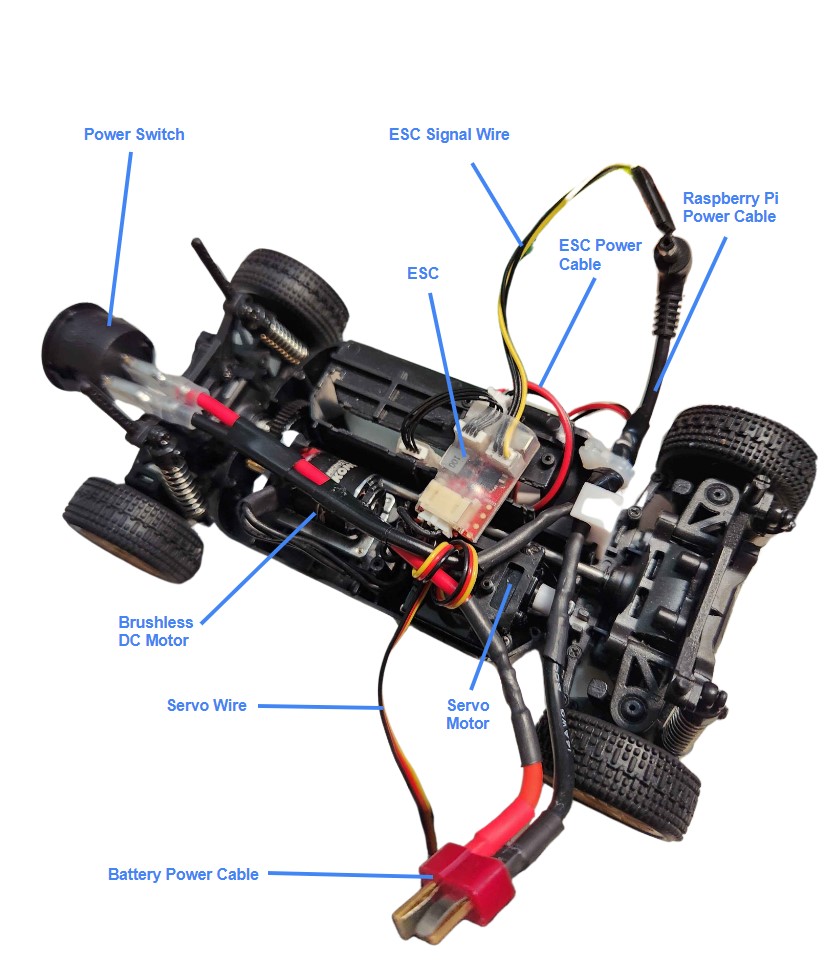 Power Switch
ESC Signal Wire
Raspberry Pi
Power Cable
ESC Power
Cable
ESC
Brushless
DC Motor
Servo Wire
Servo
Motor
Battery Power Cable